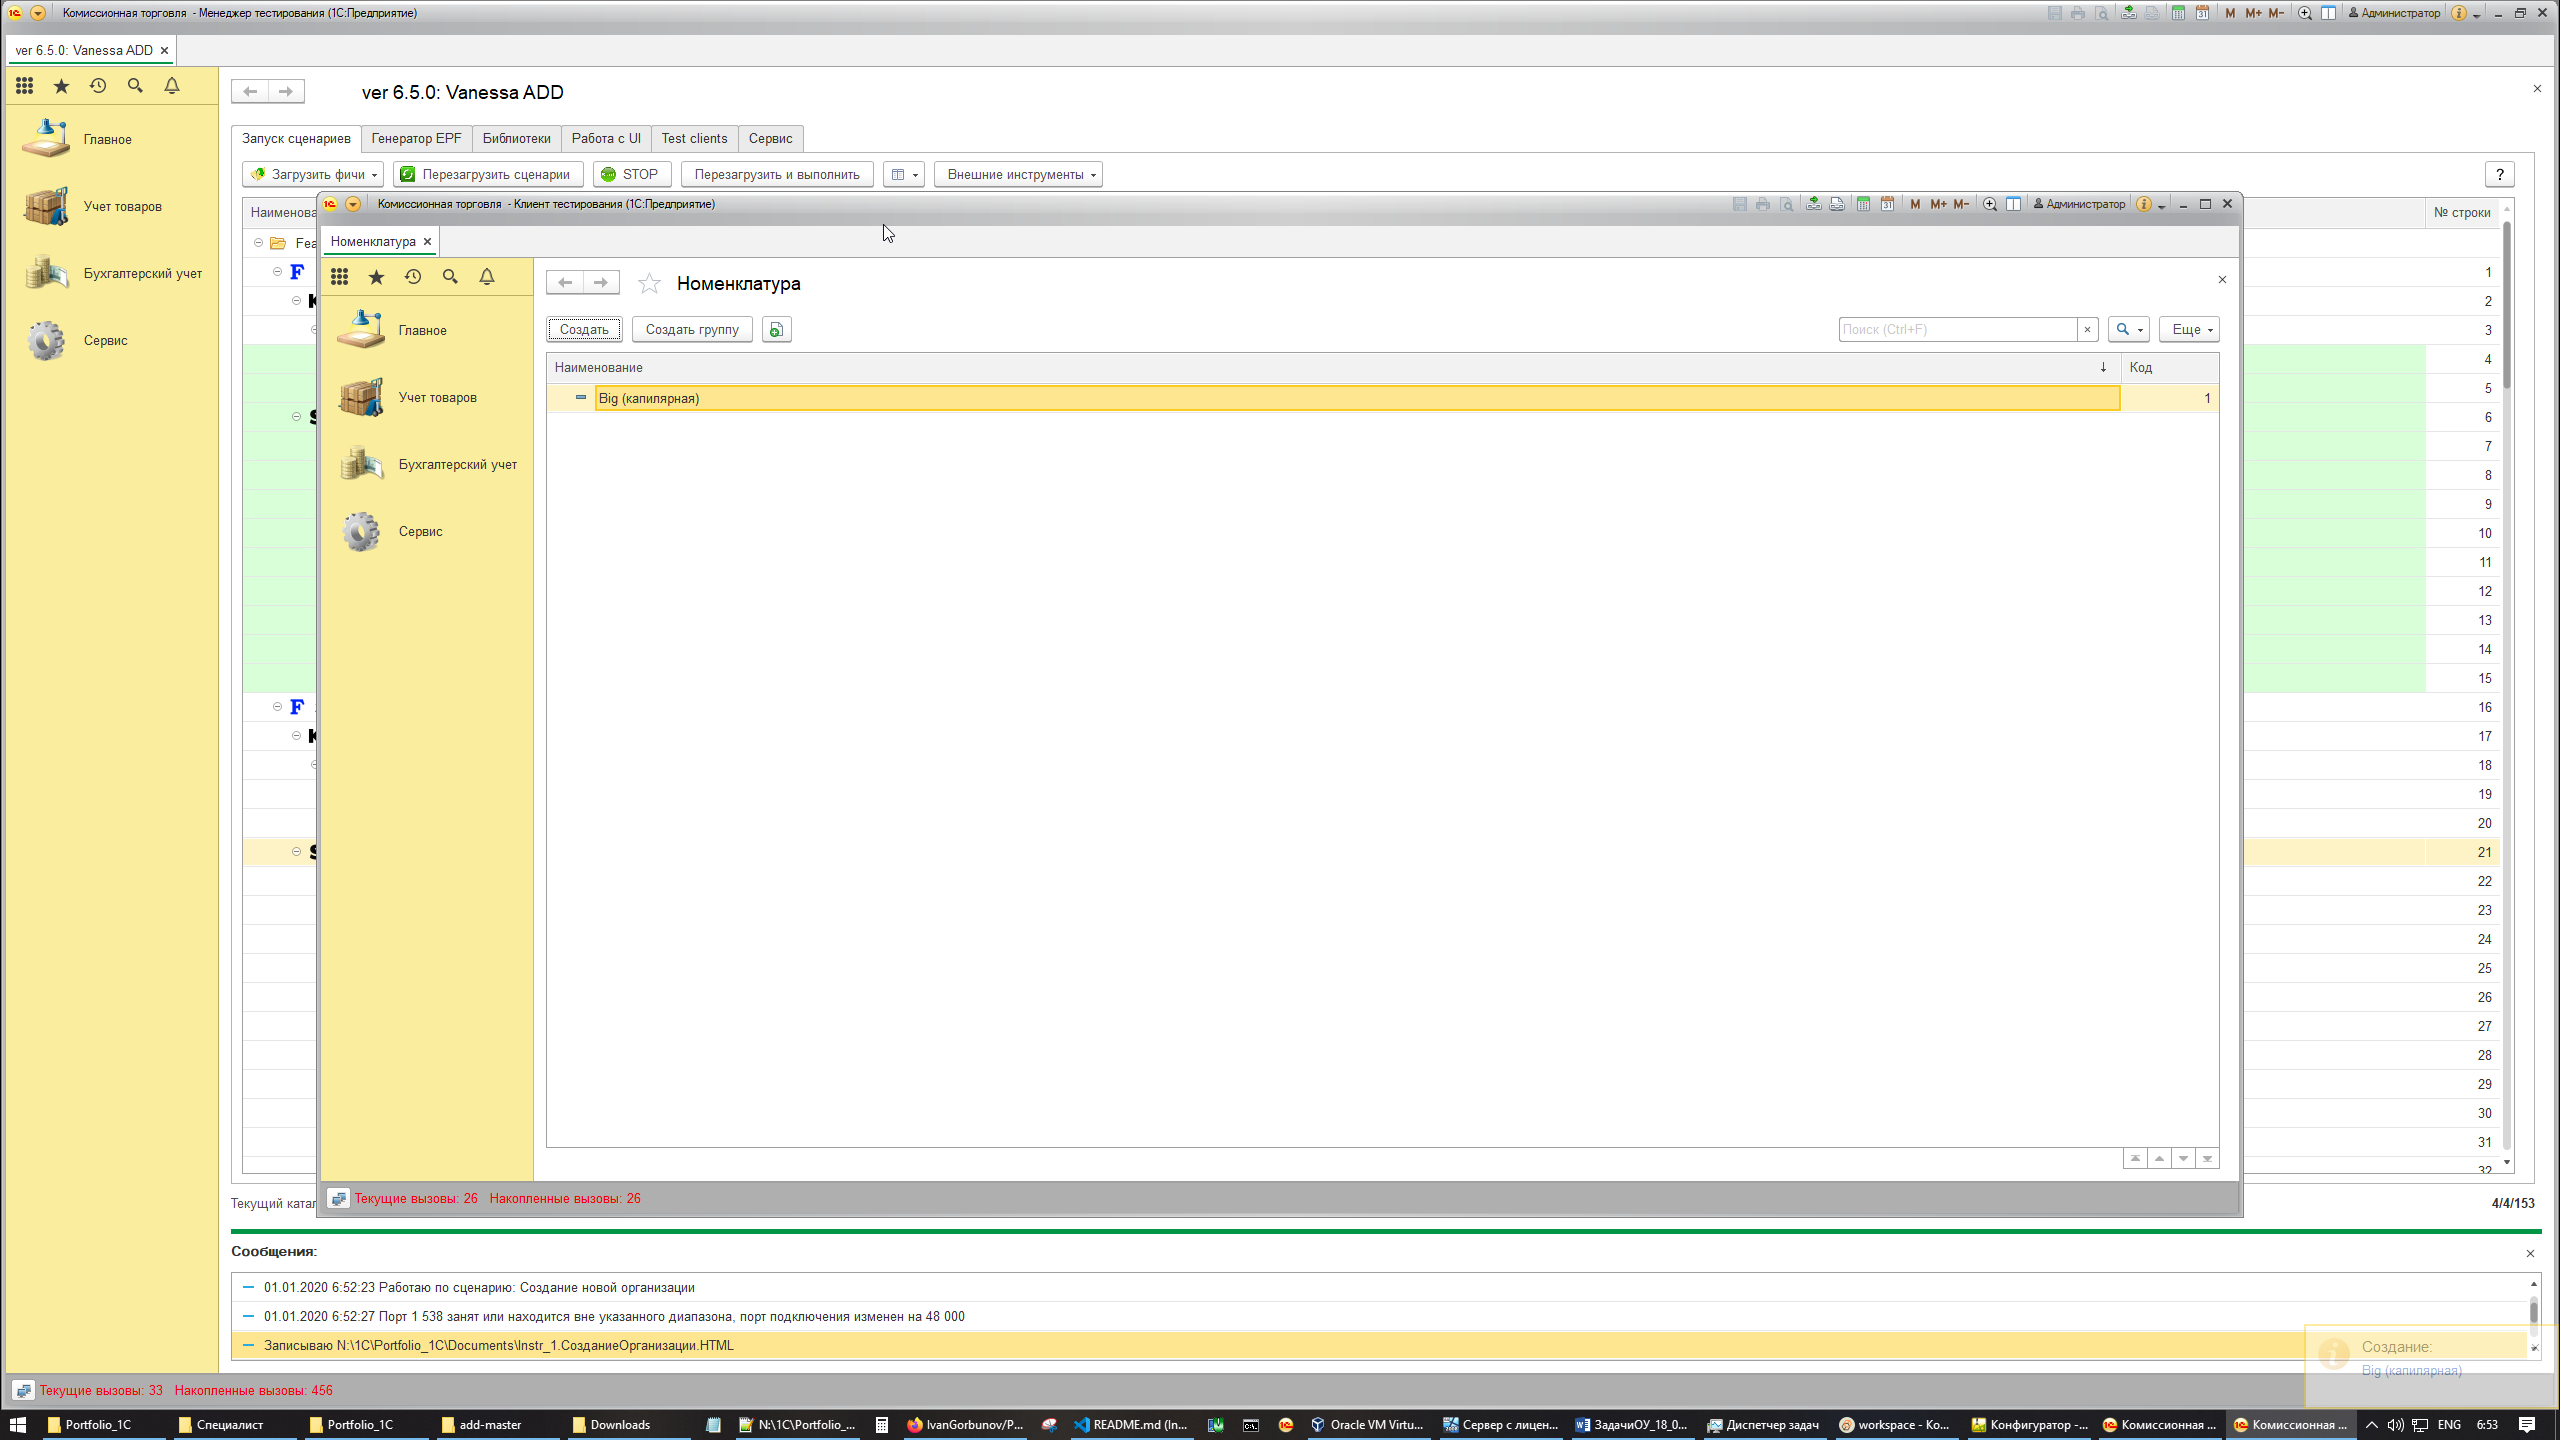 Комиссионная торговля - Менеджер тестирования (1С:Предприятие)
M M+ M- Администратор
ver 6.5.0: Vanessa ADD
ver 6.5.0: Vanessa ADD
Главное
Учет товаров
Бухгалтерский учет
Сервис
Запуск сценариев Генератор EPF Библиотеки Работа с UI Test clients Сервис
Загрузить фичи Перезагрузить сценарии STOP Перезагрузить и выполнить Внешние инструменты ?
№ строки
F
1
2
3
4
5
6
7
8
9
10
11
12
13
14
15
F 16
17
18
19
20
21
22
23
24
25
26
27
28
29
30
31
32
Комиссионная торговля - Клиент тестирования (1С:Предприятие)
M M+ M- Администратор
Номенклатура
Номенклатура
Главное
Учет товаров
Бухгалтерский учет
Сервис
Создать Создать группу Поиск (Ctrl+F) Еще
Наименование Код
Big (капилярная) 1
Текущие вызовы: 26 Накопленные вызовы: 26
Текущий 4/4/153
Сообщения:
01.01.2020 6:52:23 Работаю по сценарию: Создание новой организации
01.01.2020 6:52:27 Порт 1 538 занят или находится вне указанного диапазона, порт подключения изменен на 48 000
Записываю N:\1C\Portfolio_1C\Documents\Instr_1.СозданиеОрганизации.HTML
Создание:
Big (капилярная)
Текущие вызовы: 33 Накопленные вызовы: 456
Portfolio_1C Специалист Portfolio_1C add-master Downloads N:\1C\Portfolio_... IvanGorbunov/P... README.md (In... Oracle VM Virtu... Сервер с лицен... ЗадачиОУ_18_0... Диспетчер задач workspace - Ко... Конфигуратор -... Комиссионная ... Комиссионная ... ENG 6:53